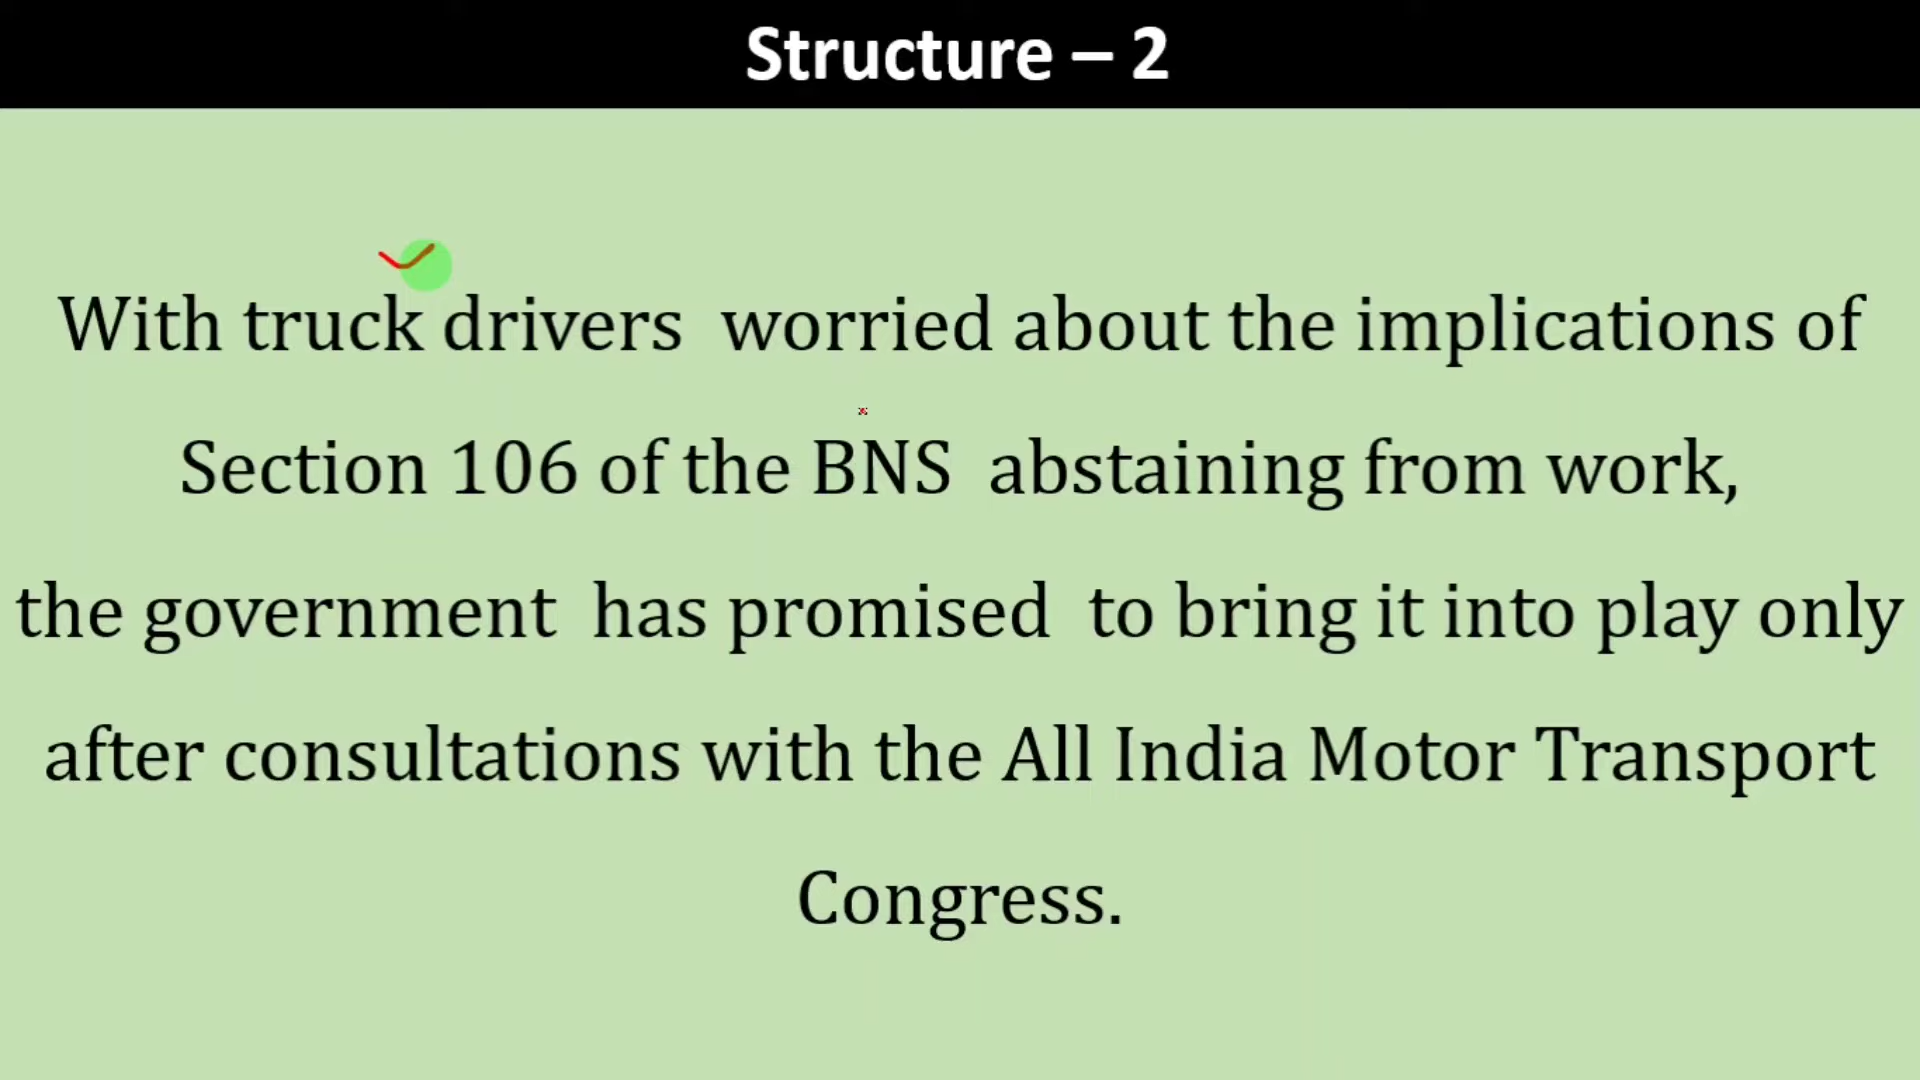 Structure – 2
With truck drivers worried about the implications of
Section 106 of the BNS abstaining from work,
the government has promised to bring it into play only
after consultations with the All India Motor Transport
Congress.